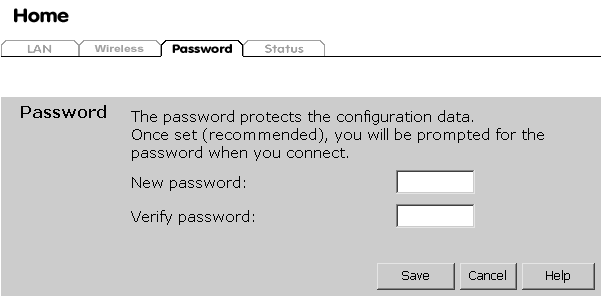 Home
LAN Wireless Password Status
Password
The password protects the configuration data.
Once set (recommended), you will be prompted for the
password when you connect.
New password:
Verify password:
Save Cancel Help